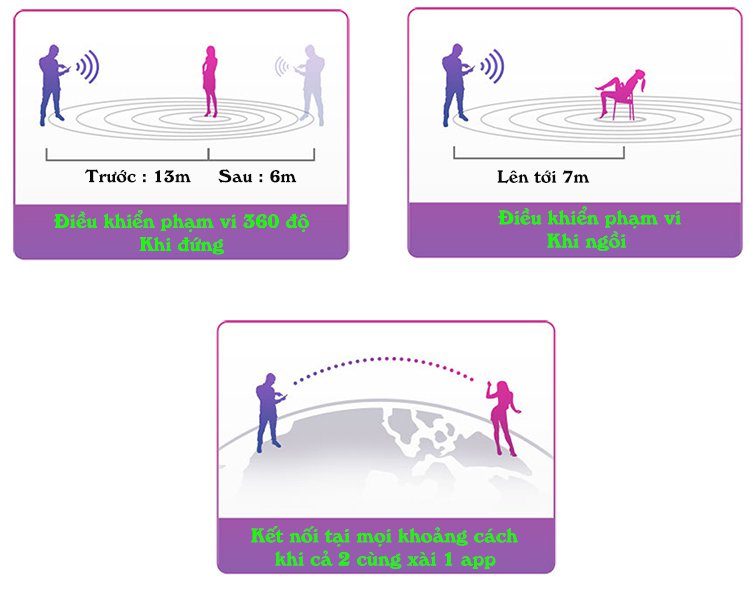 Trước : 13m Sau : 6m
Điều khiển phạm vi 360 độ
Khi đứng
Lên tới 7m
Điều khiển phạm vi
Khi ngồi
Kết nối tại mọi khoảng cách
khi cả 2 cùng xài 1 app